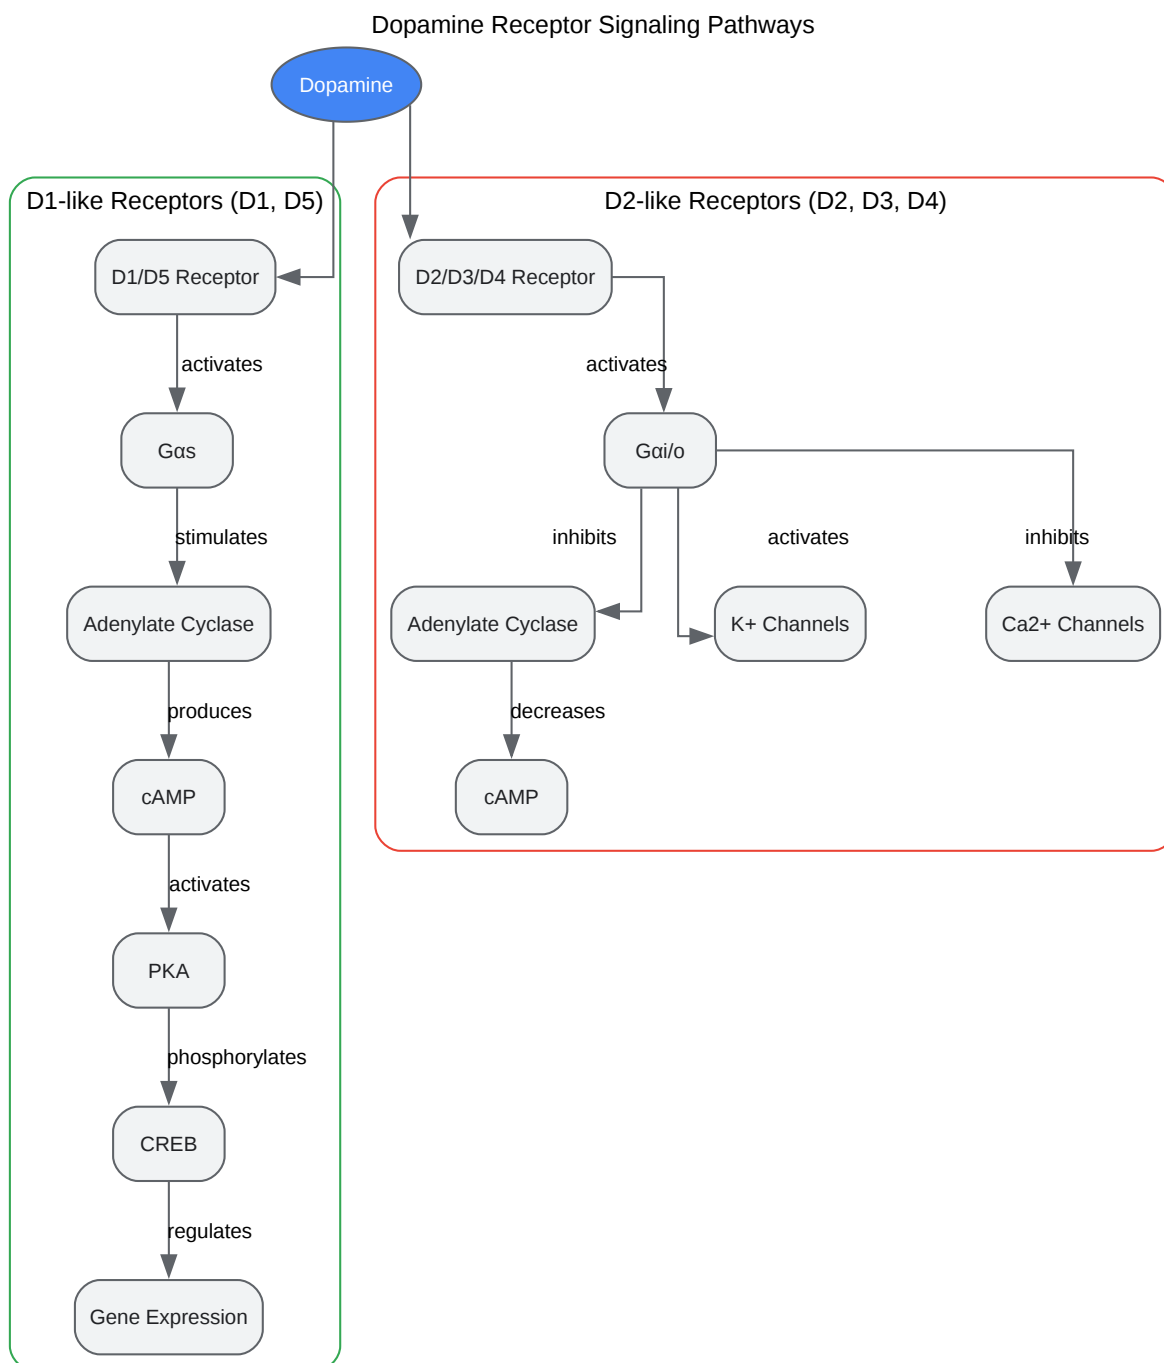 Dopamine Receptor Signaling Pathways
Dopamine
D1-like Receptors (D1, D5)
D1/D5 Receptor
activates
Gαs
stimulates
Adenylate Cyclase
produces
cAMP
activates
PKA
phosphorylates
CREB
regulates
Gene Expression
D2-like Receptors (D2, D3, D4)
D2/D3/D4 Receptor
activates
Gαi/o
inhibits
activates
inhibits
Adenylate Cyclase
K+ Channels
Ca2+ Channels
decreases
cAMP